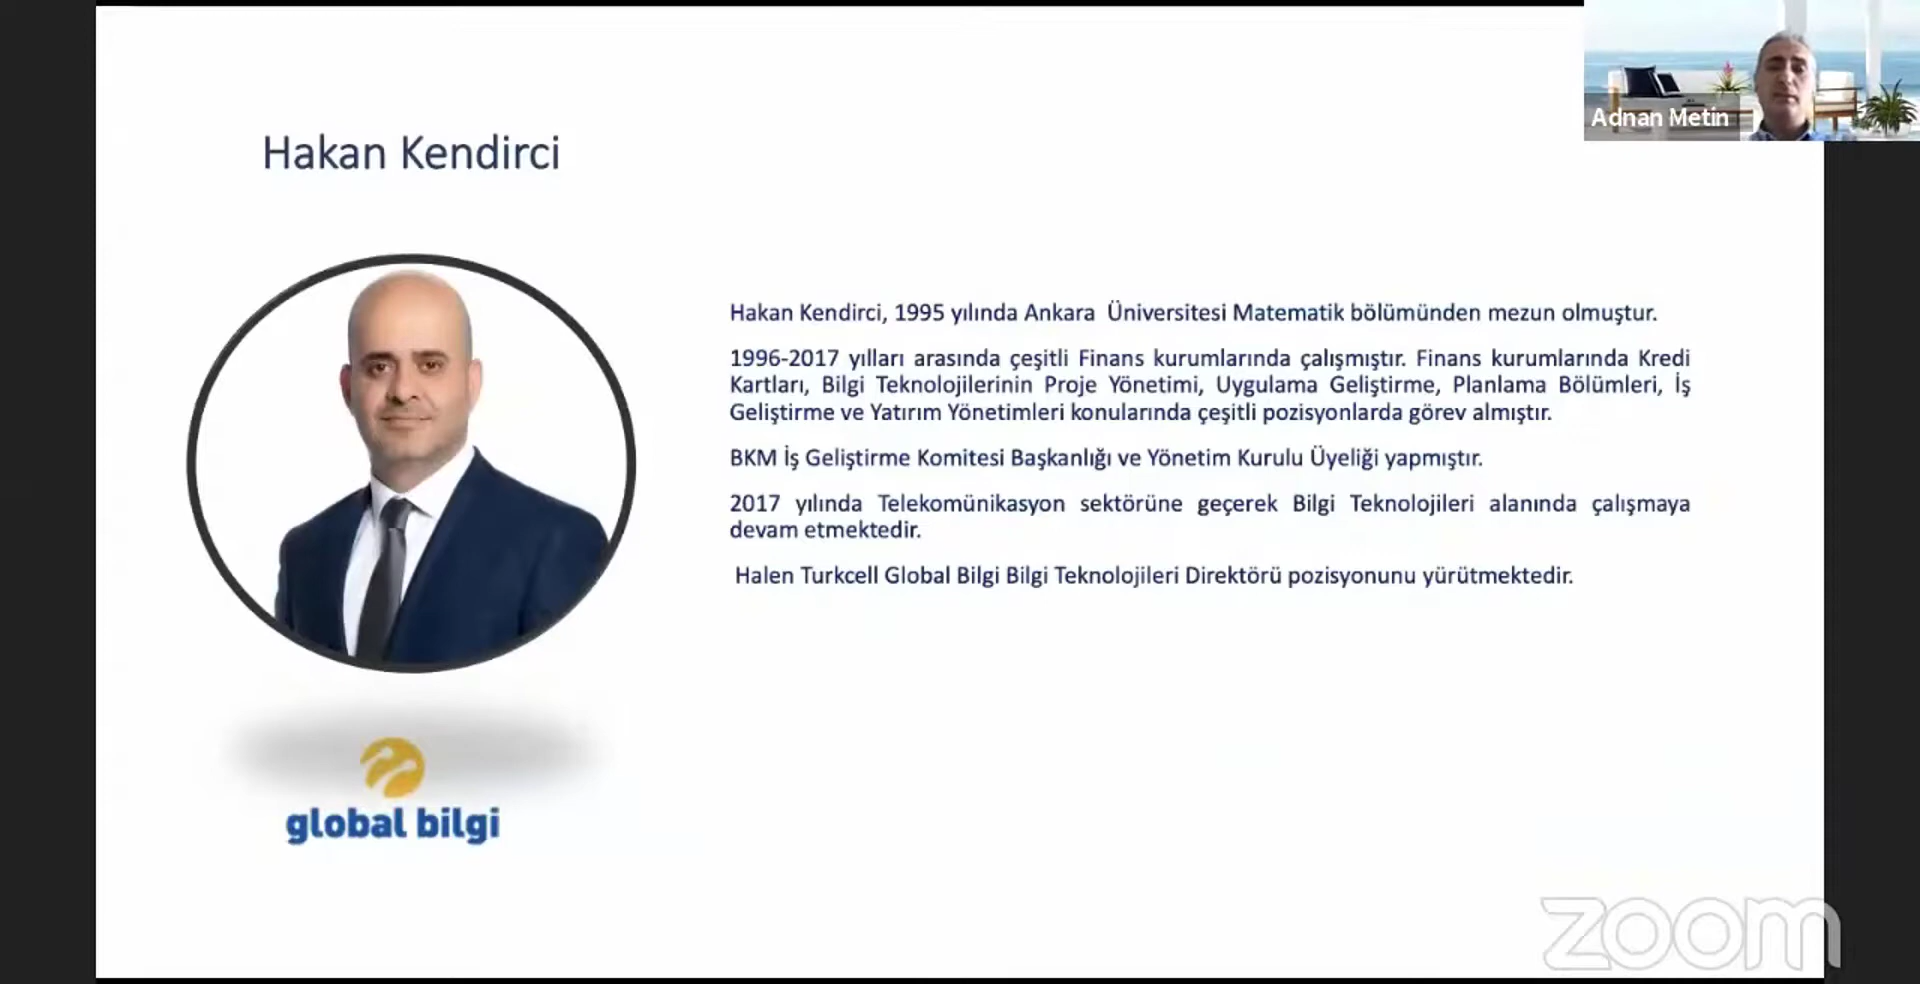 Adnan Metin
Hakan Kendirci
Hakan Kendirci, 1995 yılında Ankara Üniversitesi Matematik bölümünden mezun olmuştur.
1996-2017 yılları arasında çeşitli Finans kurumlarında çalışmıştır. Finans kurumlarında Kredi
Kartları, Bilgi Teknolojilerinin Proje Yönetimi, Uygulama Geliştirme, Planlama Bölümleri, İş
Geliştirme ve Yatırım Yönetimleri konularında çeşitli pozisyonlarda görev almıştır.
BKM İş Geliştirme Komitesi Başkanlığı ve Yönetim Kurulu Üyeliği yapmıştır.
2017 yılında Telekomünikasyon sektörüne geçerek Bilgi Teknolojileri alanında çalışmaya
devam etmektedir.
Halen Turkcell Global Bilgi Bilgi Teknolojileri Direktörü pozisyonunu yürütmektedir.
global bilgi
zoom